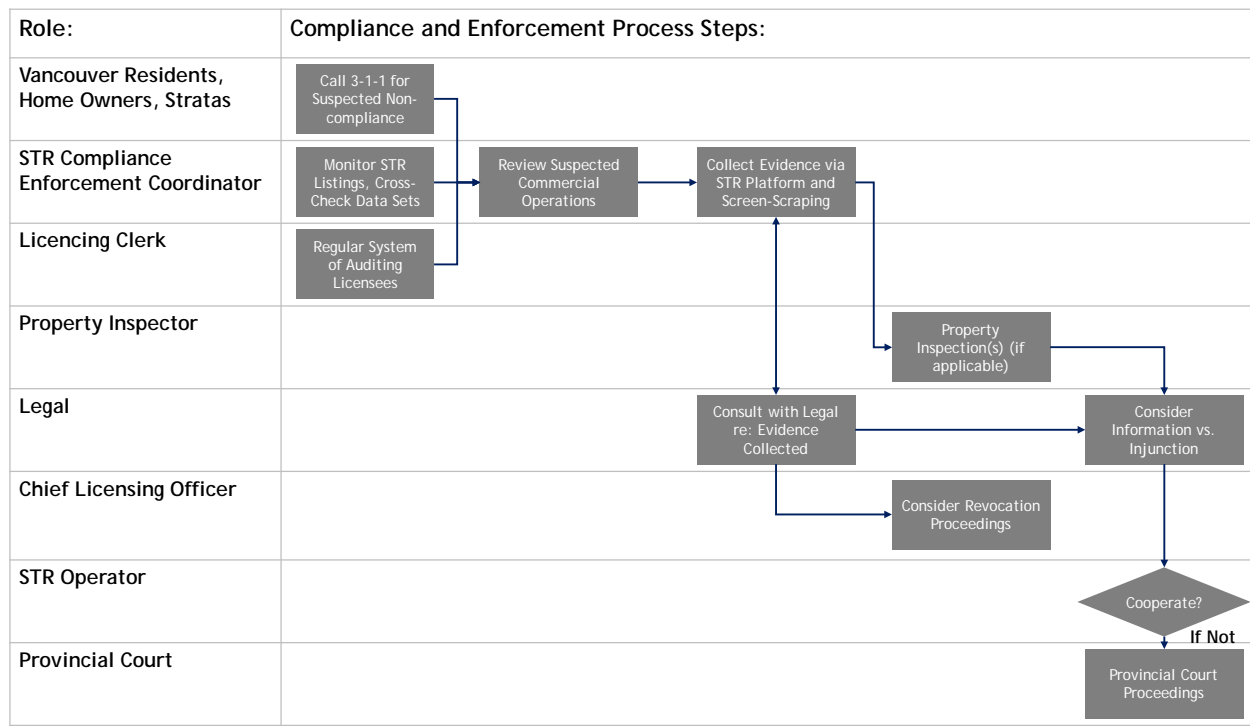 Role:
Compliance and Enforcement Process Steps:
Vancouver Residents,
Home Owners, Stratas
Call 3-1-1 for
Suspected Non-
compliance
STR Compliance
Enforcement Coordinator
Monitor STR
Listings, Cross-
Check Data Sets
Review Suspected
Commercial
Operations
Collect Evidence via
STR Platform and
Screen-Scraping
Licencing Clerk
Regular System
of Auditing
Licensees
Property Inspector
Property
Inspection(s) (if
applicable)
Legal
Consult with Legal
re: Evidence
Collected
Consider
Information vs.
Injunction
Chief Licensing Officer
Consider Revocation
Proceedings
STR Operator
Cooperate?
If Not
Provincial Court
Provincial Court
Proceedings